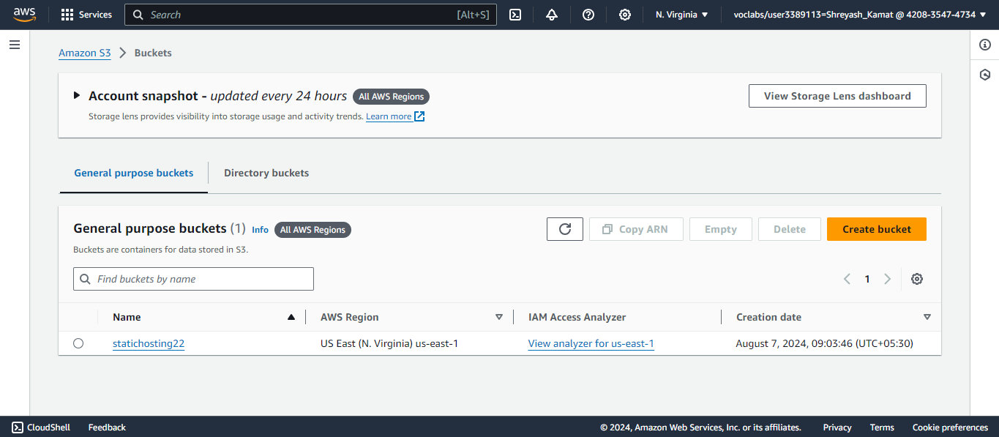 aws Services Search [Alt+S] N. Virginia voclabs/user3389113=Shreyash_Kamat @ 4208-3547-4734
Amazon S3 Buckets
Account snapshot - updated every 24 hours All AWS Regions
View Storage Lens dashboard
Storage lens provides visibility into storage usage and activity trends. Learn more
General purpose buckets Directory buckets
General purpose buckets (1) Info All AWS Regions
Copy ARN Empty Delete Create bucket
Buckets are containers for data stored in S3.
Find buckets by name
1
Name AWS Region IAM Access Analyzer Creation date
statichosting22 US East (N. Virginia) us-east-1 View analyzer for us-east-1 August 7, 2024, 09:03:46 (UTC+05:30)
CloudShell Feedback © 2024, Amazon Web Services, Inc. or its affiliates. Privacy Terms Cookie preferences